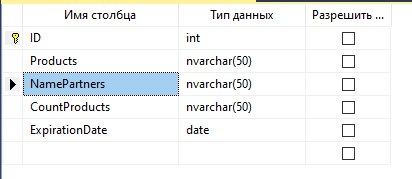 Имя столбца Тип данных Разрешить ...
ID int
Products nvarchar(50)
NamePartners nvarchar(50)
CountProducts nvarchar(50)
ExpirationDate date